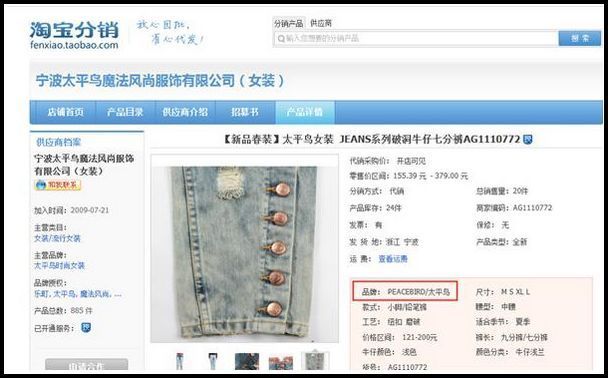 淘宝分销
fenxiao.taobao.com
我心因批,
有心代发!
分销产品 供应商
输入您想要的分销产品
搜索
宁波太平鸟魔法风尚服饰有限公司(女装)
店铺首页 产品目录 供应商介绍 招募书 产品详情
供应商档案
宁波太平鸟魔法风尚服饰
有限公司(女装)
和我联系
加入时间:2009-07-21
主营类目:
女装/流行女装
主营品牌:
太平鸟时尚女装
品牌授权:
乐町,太平鸟,魔法风尚,...
产品总数:885 件
已开通服务:
申请合作
【新品春装】太平鸟女装 JEANS系列破洞牛仔七分裤AG1110772
代销采购价: 开店可见
零售价区间:155.39元 - 379.00元
分销方式: 代销 总销售量:20件
产品库存:24件 商家编码:AG1110772
发票: 有 保修: 无
发 货 地:浙江 宁波 产品类型:全新
运 费: 查看运费
品牌: PEACEBIRD/太平鸟 尺寸: M S XL L
款式: 小脚/铅笔裤 腰型: 中腰
工艺: 纽扣 磨破 适合季节: 夏季
价格区间: 121-200元 裤长: 九分裤/七分裤
牛仔颜色: 浅色 颜色分类: 牛仔浅兰
货号: AG1110772